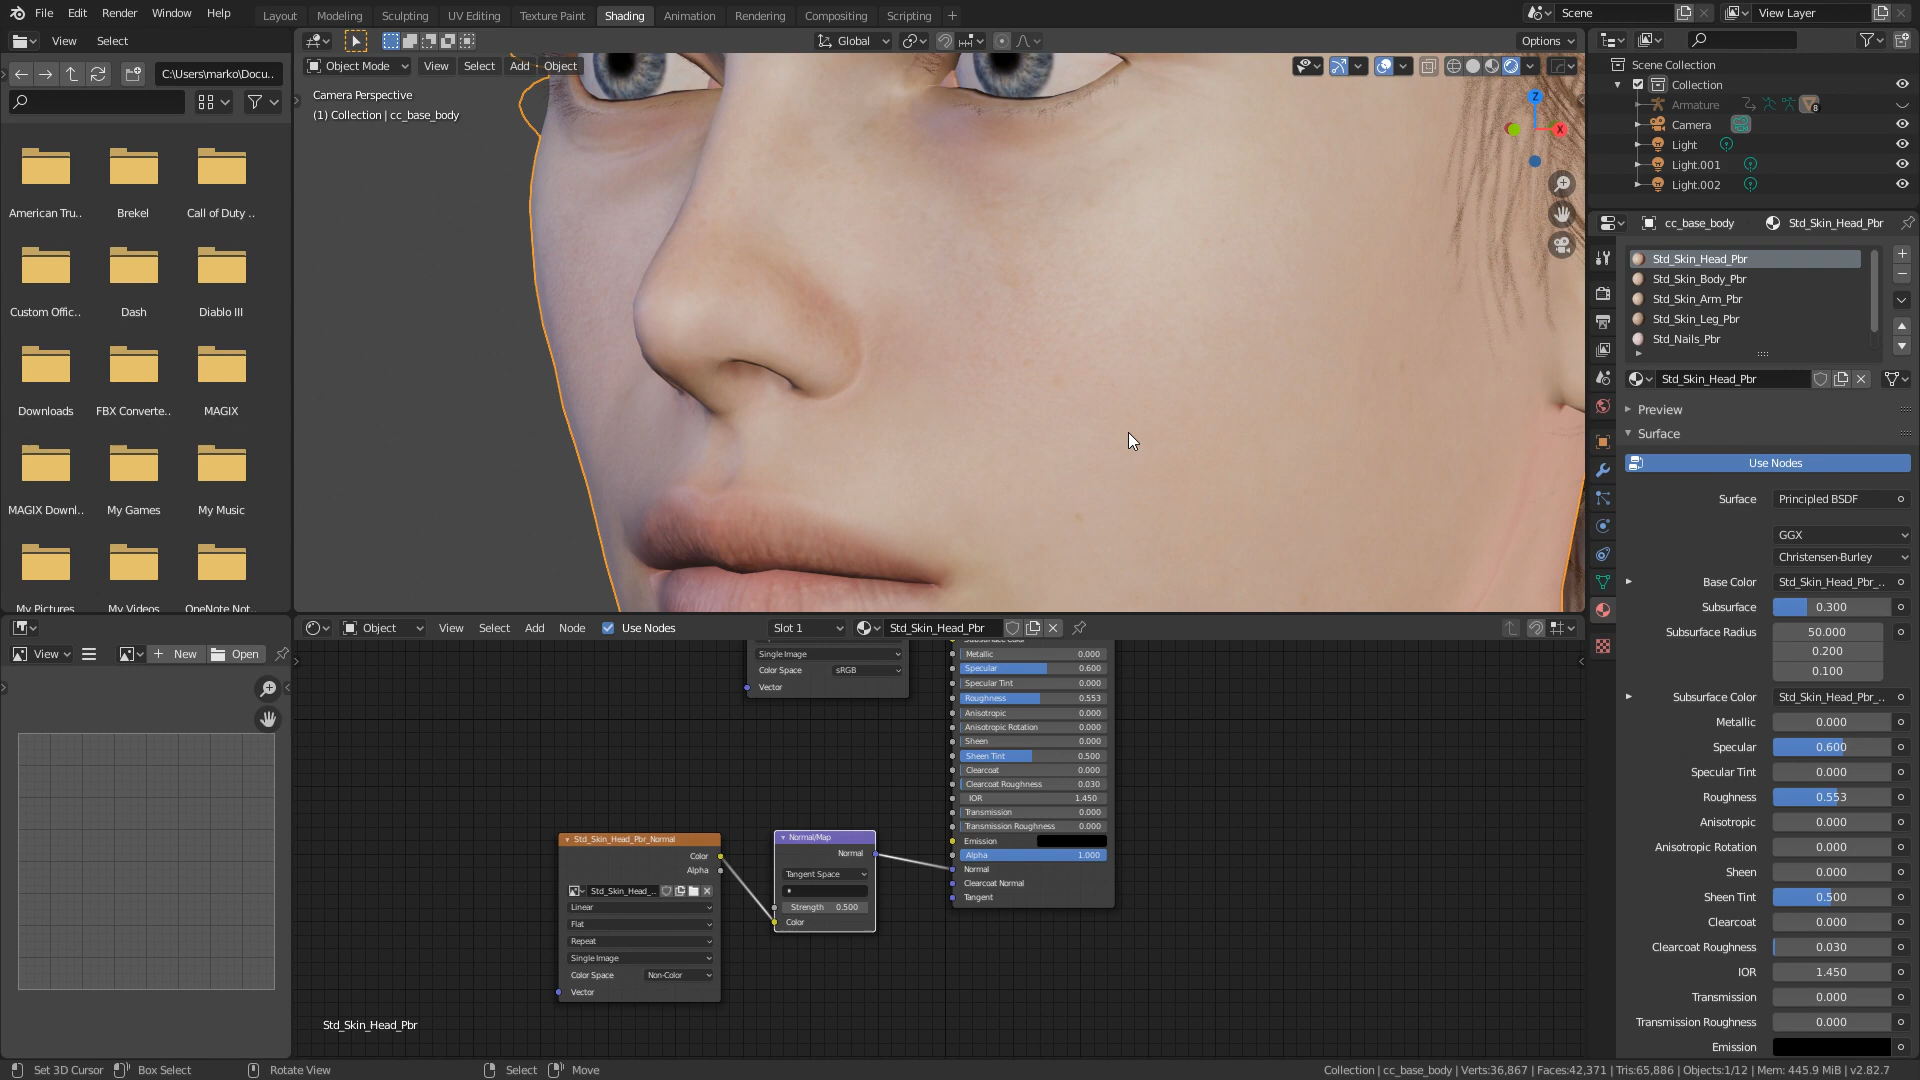 File Edit Render Window Help
Layout Modeling Sculpting UV Editing Texture Paint Shading Animation Rendering Compositing Scripting +
Scene
View Layer
View Select
C:\Users\marko\Docu..
American Tru..
Brekel
Call of Duty ..
Custom Offic..
Dash
Diablo III
Downloads
FBX Converte..
MAGIX
MAGIX Downl..
My Games
My Music
My Pictures
My Videos
OneNote Not..
Global
Options
Object Mode View Select Add Object
Camera Perspective
(1) Collection | cc_base_body
Z
X
Scene Collection
Collection
Armature
8
Camera
Light
Light.001
Light.002
cc_base_body
Std_Skin_Head_Pbr
Std_Skin_Head_Pbr
Std_Skin_Body_Pbr
Std_Skin_Arm_Pbr
Std_Skin_Leg_Pbr
Std_Nails_Pbr
Std_Skin_Head_Pbr
Preview
Surface
Use Nodes
Surface Principled BSDF
GGX
Christensen-Burley
Base Color Std_Skin_Head_Pbr_..
Subsurface 0.300
Subsurface Radius 50.000
0.200
0.100
Subsurface Color Std_Skin_Head_Pbr_..
Metallic 0.000
Specular 0.600
Specular Tint 0.000
Roughness 0.553
Anisotropic 0.000
Anisotropic Rotation 0.000
Sheen 0.000
Sheen Tint 0.500
Clearcoat 0.000
Clearcoat Roughness 0.030
IOR 1.450
Transmission 0.000
Transmission Roughness 0.000
Emission
View
New
Open
Object View Select Add Node Use Nodes Slot 1 Std_Skin_Head_Pbr
Single Image
Color Space sRGB
Vector
Metallic 0.000
Specular 0.600
Specular Tint 0.000
Roughness 0.553
Anisotropic 0.000
Anisotropic Rotation 0.000
Sheen 0.000
Sheen Tint 0.500
Clearcoat 0.000
Clearcoat Roughness 0.030
IOR 1.450
Transmission 0.000
Transmission Roughness 0.000
Emission
Alpha 1.000
Normal
Clearcoat Normal
Tangent
Std_Skin_Head_Pbr_Normal
Color
Alpha
Std_Skin_Head_..
Linear
Flat
Repeat
Single Image
Color Space Non-Color
Vector
Normal/Map
Normal
Tangent Space
Strength 0.500
Color
Std_Skin_Head_Pbr
Set 3D Cursor
Box Select
Rotate View
Select
Move
Collection | cc_base_body | Verts:36,867 | Faces:42,371 | Tris:65,886 | Objects:1/12 | Mem: 445.9 MiB | v2.82.7